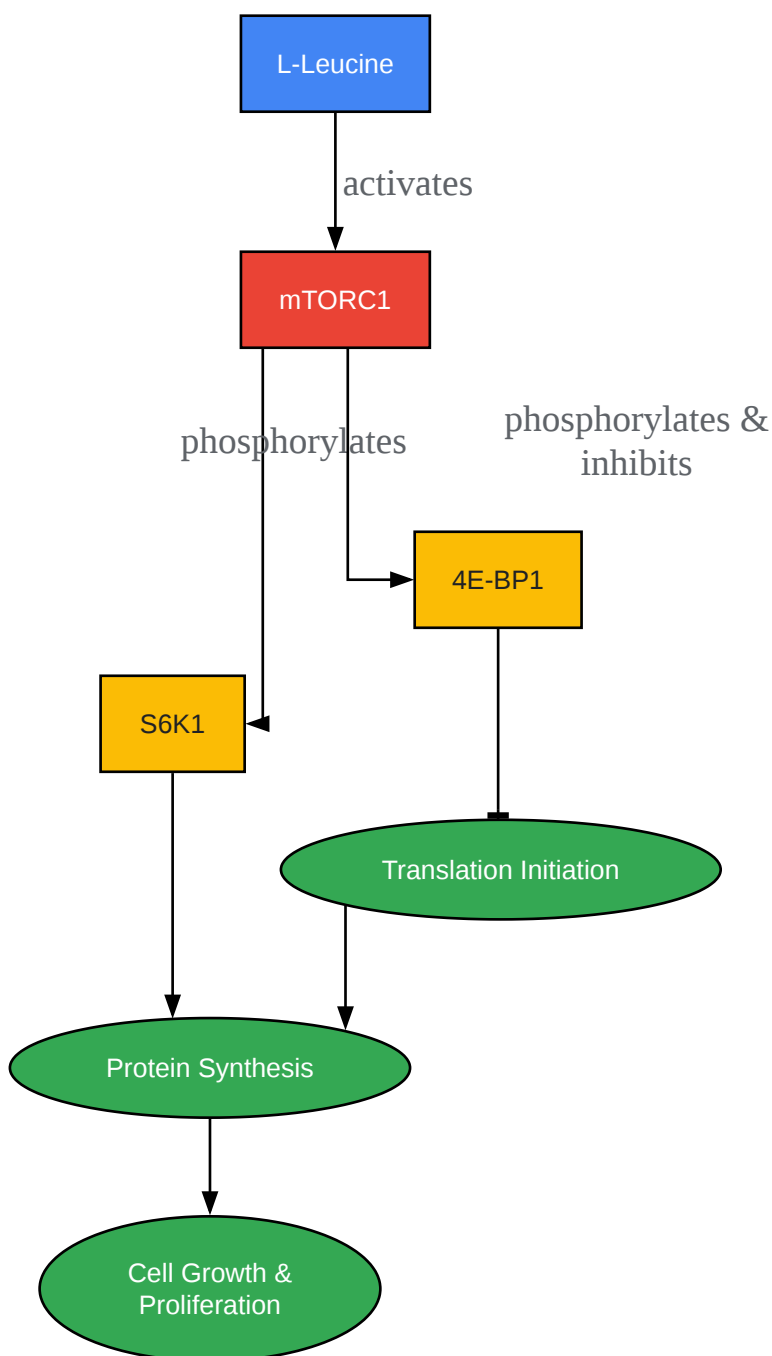 L-Leucine
activates
mTORC1
phosphorylates
phosphorylates &
inhibits
4E-BP1
S6K1
Translation Initiation
Protein Synthesis
Cell Growth &
Proliferation